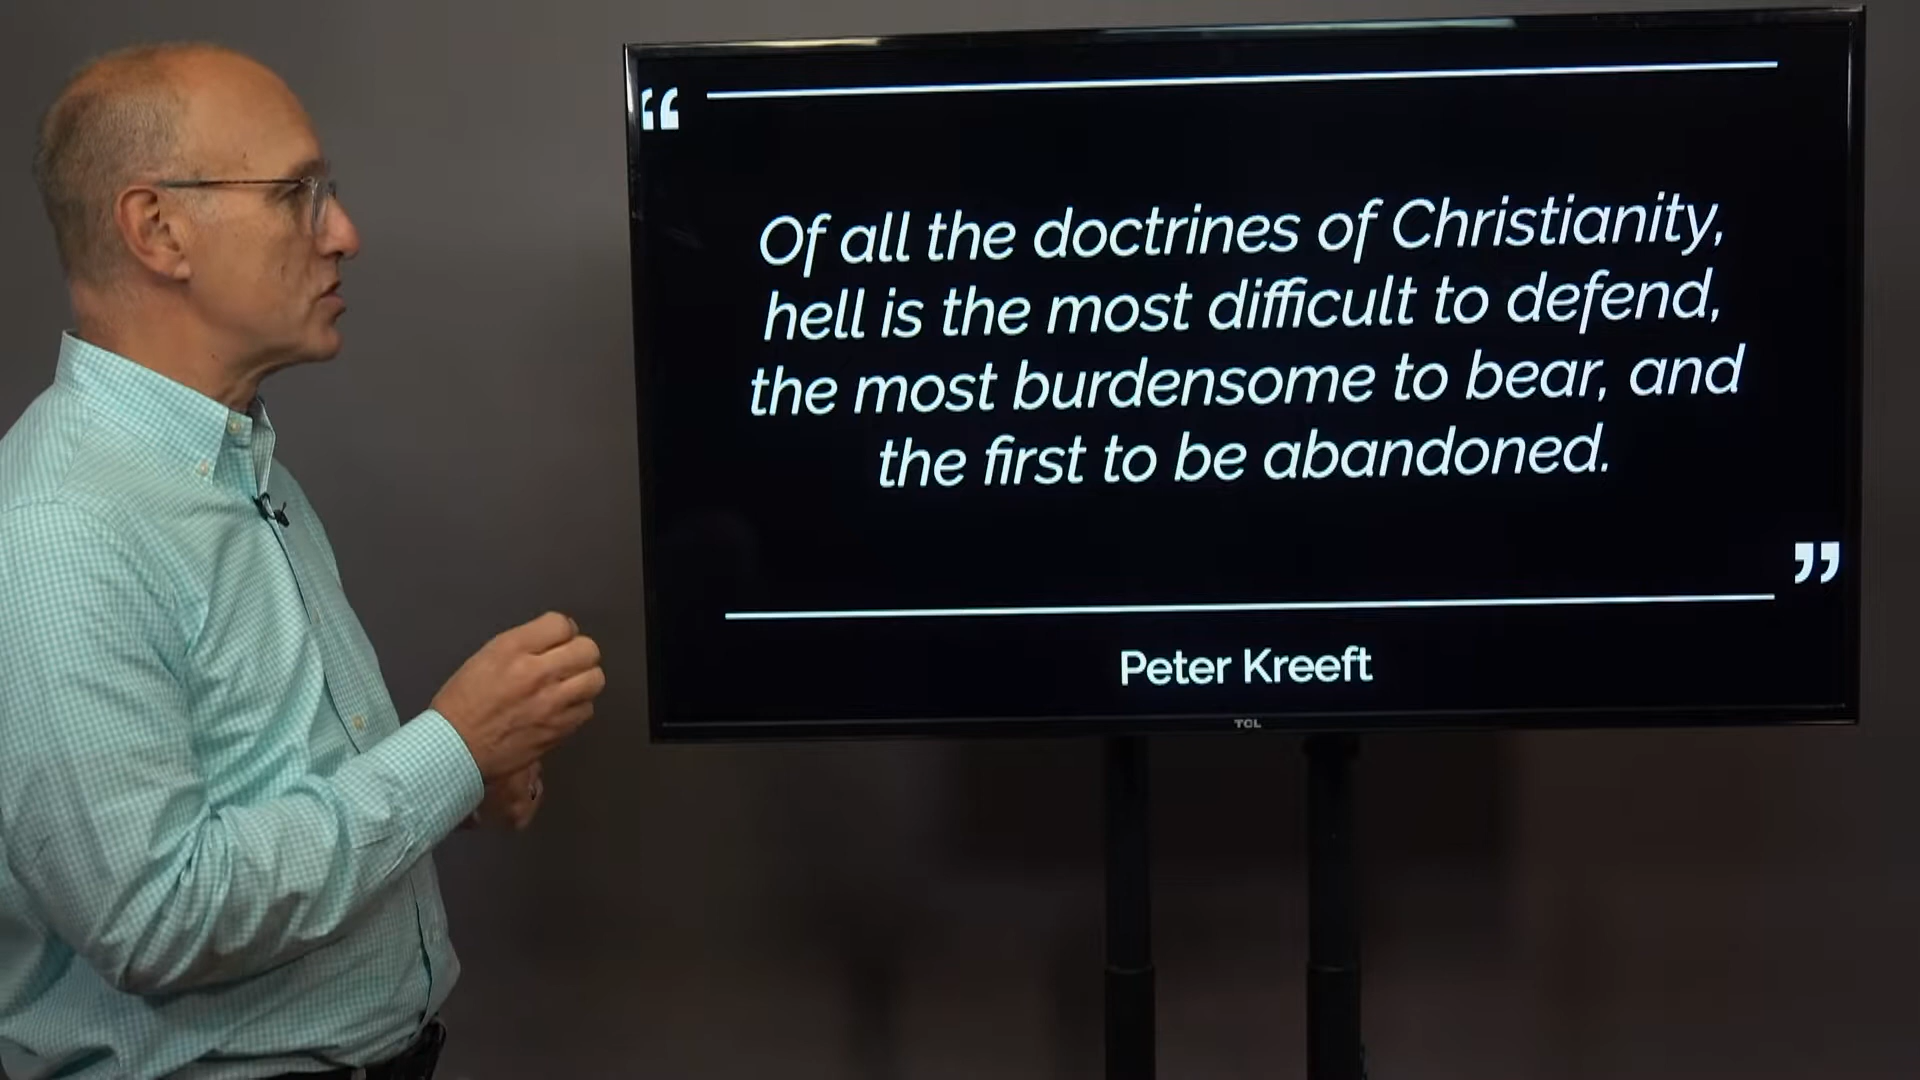 “
Of all the doctrines of Christianity,
hell is the most difficult to defend,
the most burdensome to bear, and
the first to be abandoned.
”
Peter Kreeft
TCL